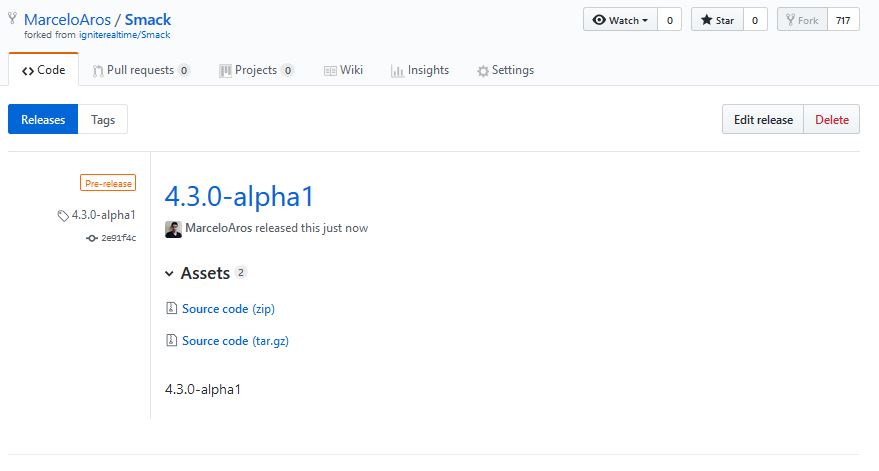 MarceloAros / Smack
forked from igniterealtime/Smack
Watch 0 Star 0 Fork 717
Code Pull requests 0 Projects 0 Wiki Insights Settings
Releases Tags Edit release Delete
Pre-release
4.3.0-alpha1
2e91f4c
4.3.0-alpha1
MarceloAros released this just now
Assets 2
Source code (zip)
Source code (tar.gz)
4.3.0-alpha1